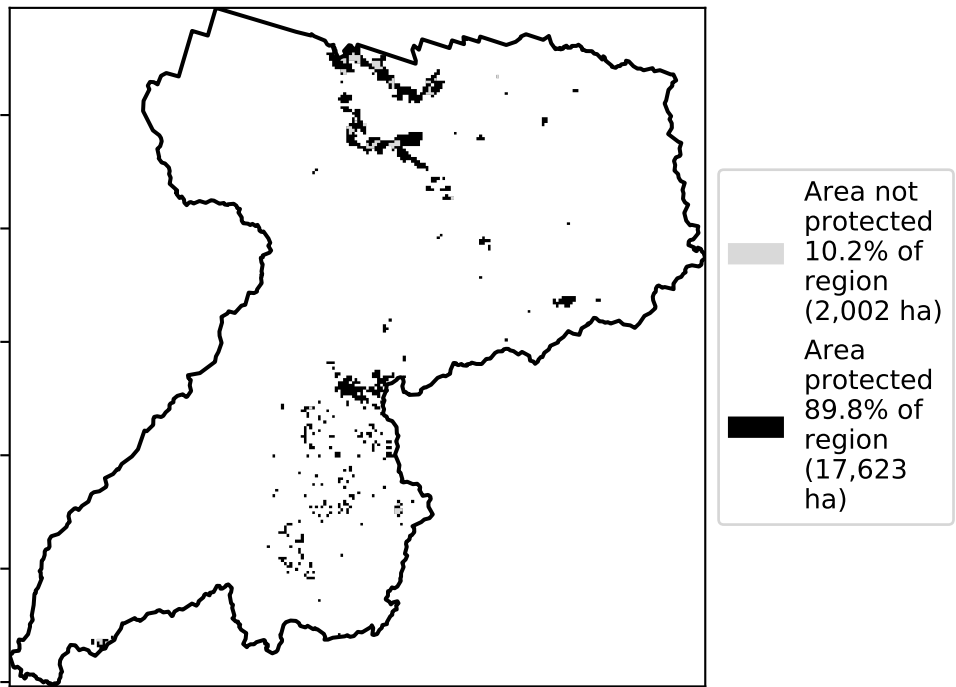 Area not
protected
10.2% of
region
(2,002 ha)
Area
protected
89.8% of
region
(17,623
ha)